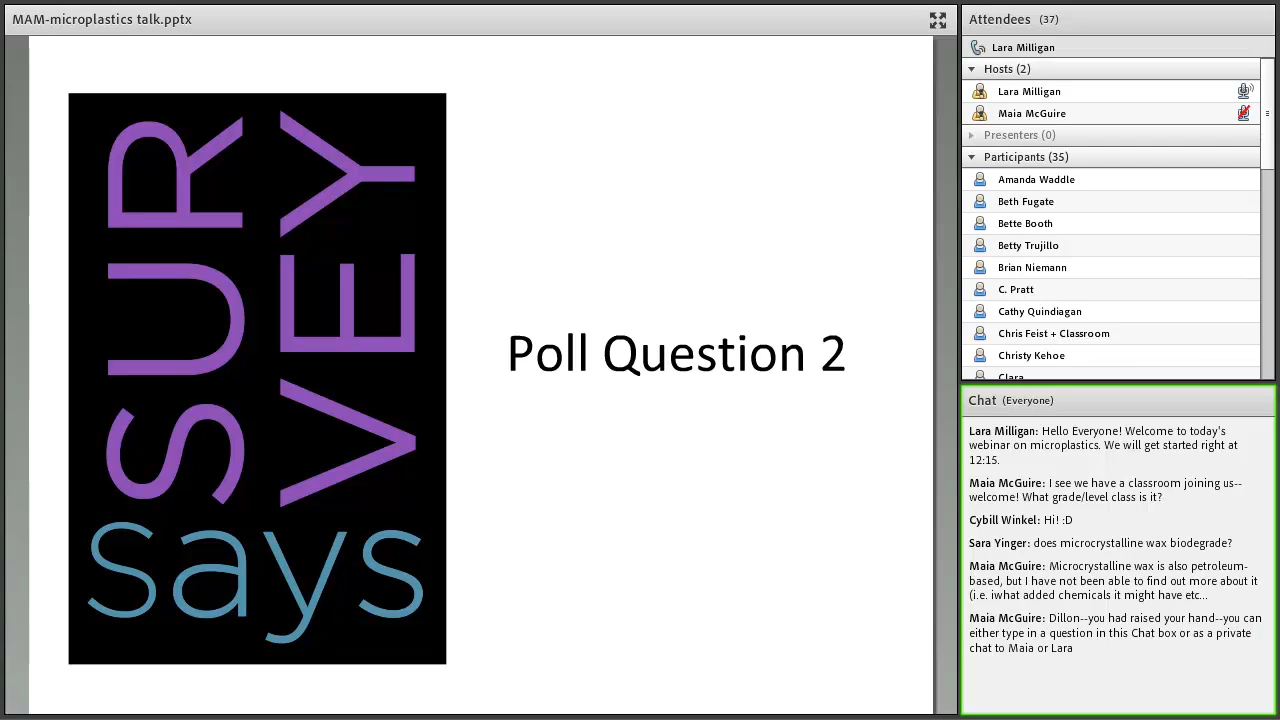 MAM-microplastics talk.pptx
SUR
VEY
says
Poll Question 2
Attendees (37)
Lara Milligan
Hosts (2)
Lara Milligan
Maia McGuire
Presenters (0)
Participants (35)
Amanda Waddle
Beth Fugate
Bette Booth
Betty Trujillo
Brian Niemann
C. Pratt
Cathy Quindiagan
Chris Feist + Classroom
Christy Kehoe
Clara
Chat (Everyone)
Lara Milligan: Hello Everyone! Welcome to today's
webinar on microplastics. We will get started right at
12:15.
Maia McGuire: I see we have a classroom joining us--
welcome! What grade/level class is it?
Cybill Winkel: Hi! :D
Sara Yinger: does microcrystalline wax biodegrade?
Maia McGuire: Microcrystalline wax is also petroleum-
based, but I have not been able to find out more about it
(i.e. iwhat added chemicals it might have etc...
Maia McGuire: Dillon--you had raised your hand--you can
either type in a question in this Chat box or as a private
chat to Maia or Lara